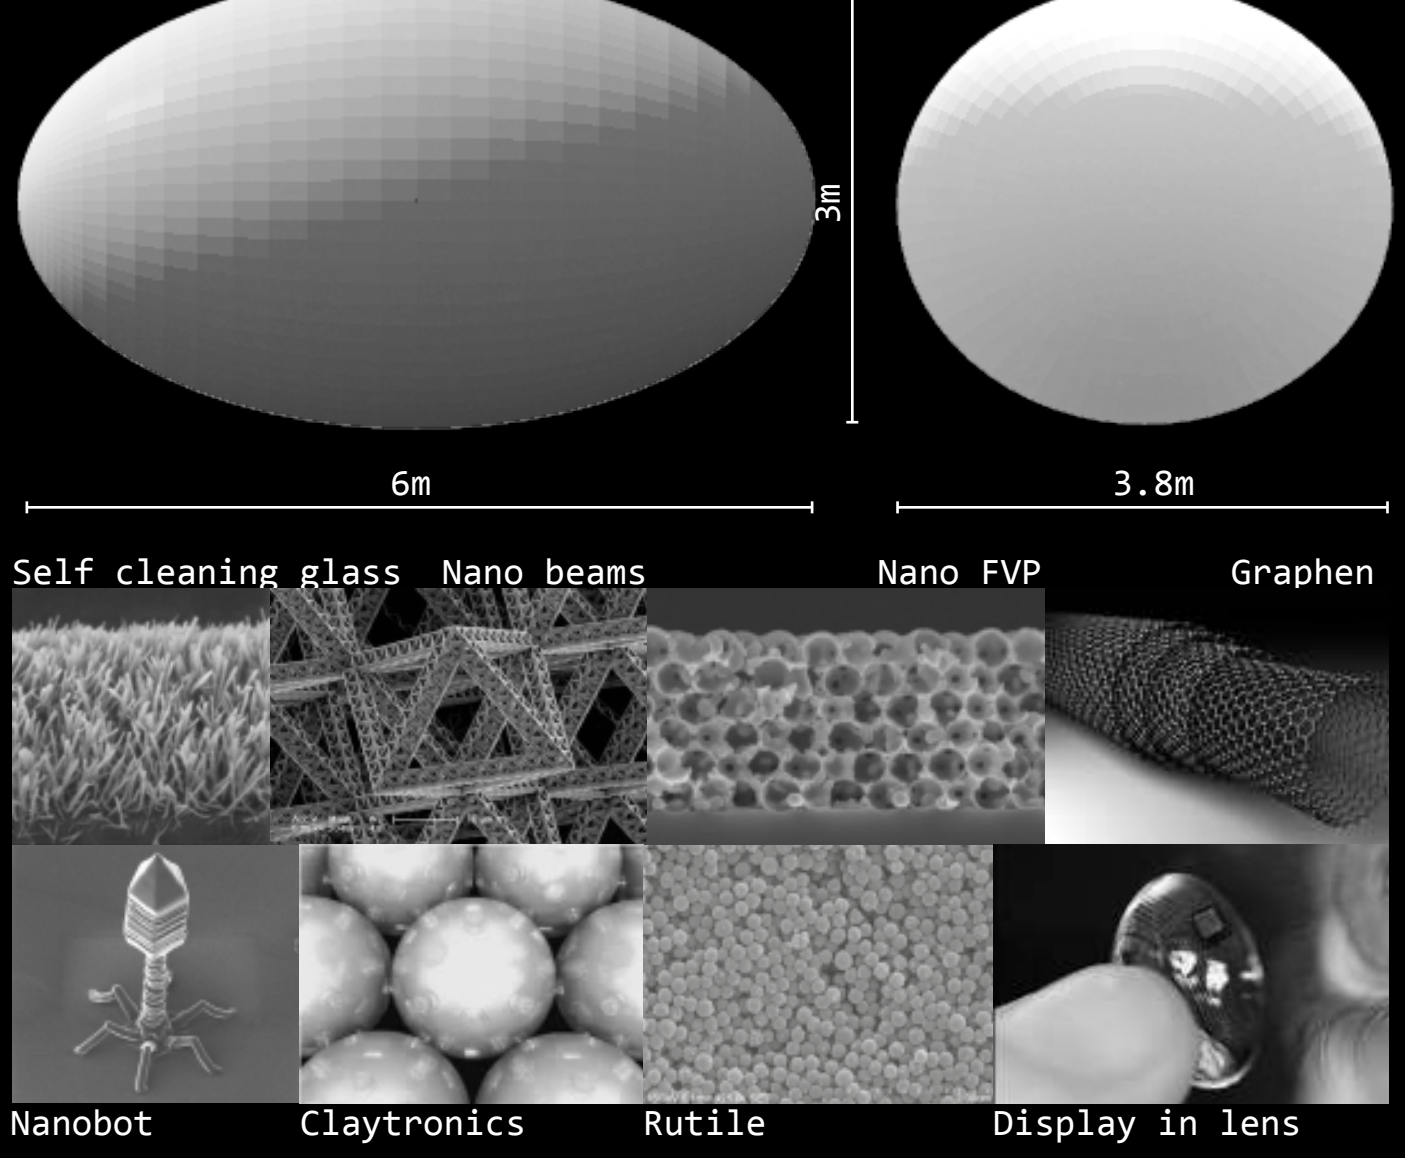 3m
6m
3.8m
Self cleaning glass
Nano beams
Nano FVP
Graphen
Nanobot
Claytronics
Rutile
Display in lens